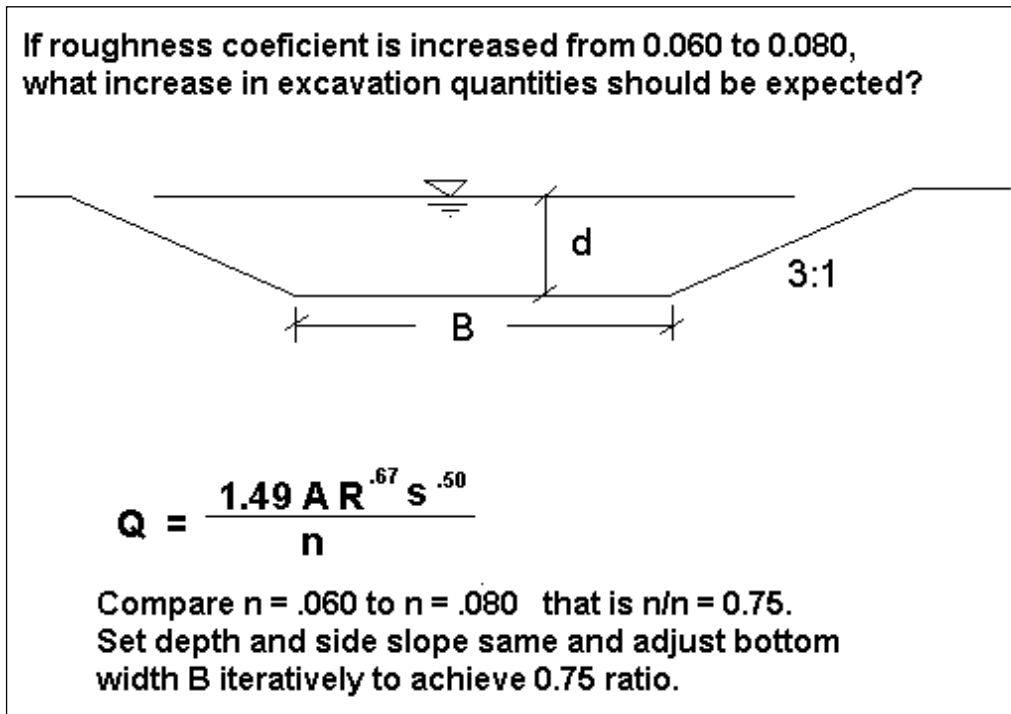 If roughness coeficient is increased from 0.060 to 0.080,
what increase in excavation quantities should be expected?
d
3:1
B
Q = 1.49 A R^.67 s^.50 / n
Compare n = .060 to n = .080 that is n/n = 0.75.
Set depth and side slope same and adjust bottom
width B iteratively to achieve 0.75 ratio.